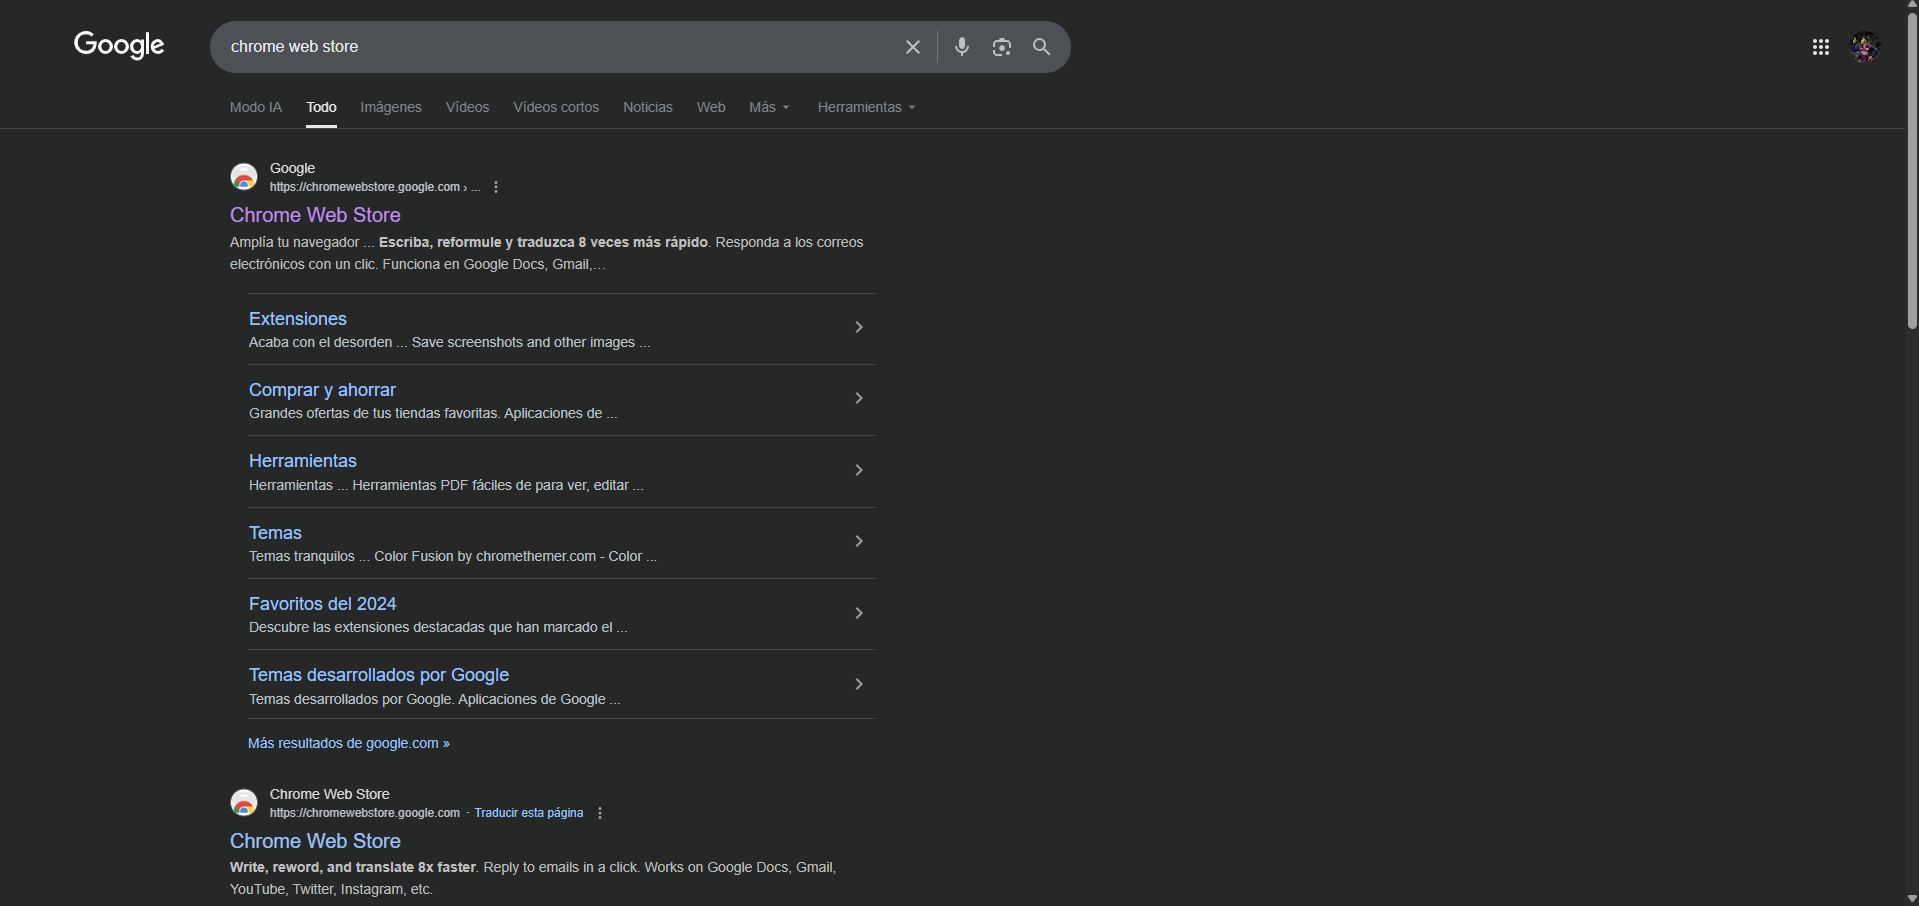 Google
chrome web store
Modo IA Todo Imágenes Vídeos Vídeos cortos Noticias Web Más Herramientas
Google
https://chromewebstore.google.com › ...
Chrome Web Store
Amplía tu navegador ... Escriba, reformule y traduzca 8 veces más rápido. Responda a los correos
electrónicos con un clic. Funciona en Google Docs, Gmail,…
Extensiones
Acaba con el desorden ... Save screenshots and other images ...
Comprar y ahorrar
Grandes ofertas de tus tiendas favoritas. Aplicaciones de ...
Herramientas
Herramientas ... Herramientas PDF fáciles de para ver, editar ...
Temas
Temas tranquilos ... Color Fusion by chromethemer.com - Color ...
Favoritos del 2024
Descubre las extensiones destacadas que han marcado el ...
Temas desarrollados por Google
Temas desarrollados por Google. Aplicaciones de Google ...
Más resultados de google.com »
Chrome Web Store
https://chromewebstore.google.com · Traducir esta página
Chrome Web Store
Write, reword, and translate 8x faster. Reply to emails in a click. Works on Google Docs, Gmail,
YouTube, Twitter, Instagram, etc.